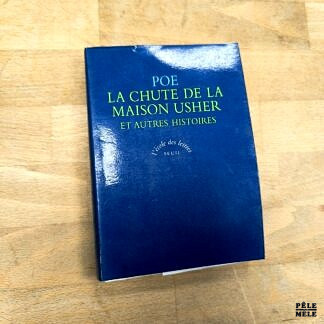 POE
LA CHUTE DE LA
MAISON USHER
ET AUTRES HISTOIRES
l'école des lettres
SEUIL
PÊLE
MÊLE